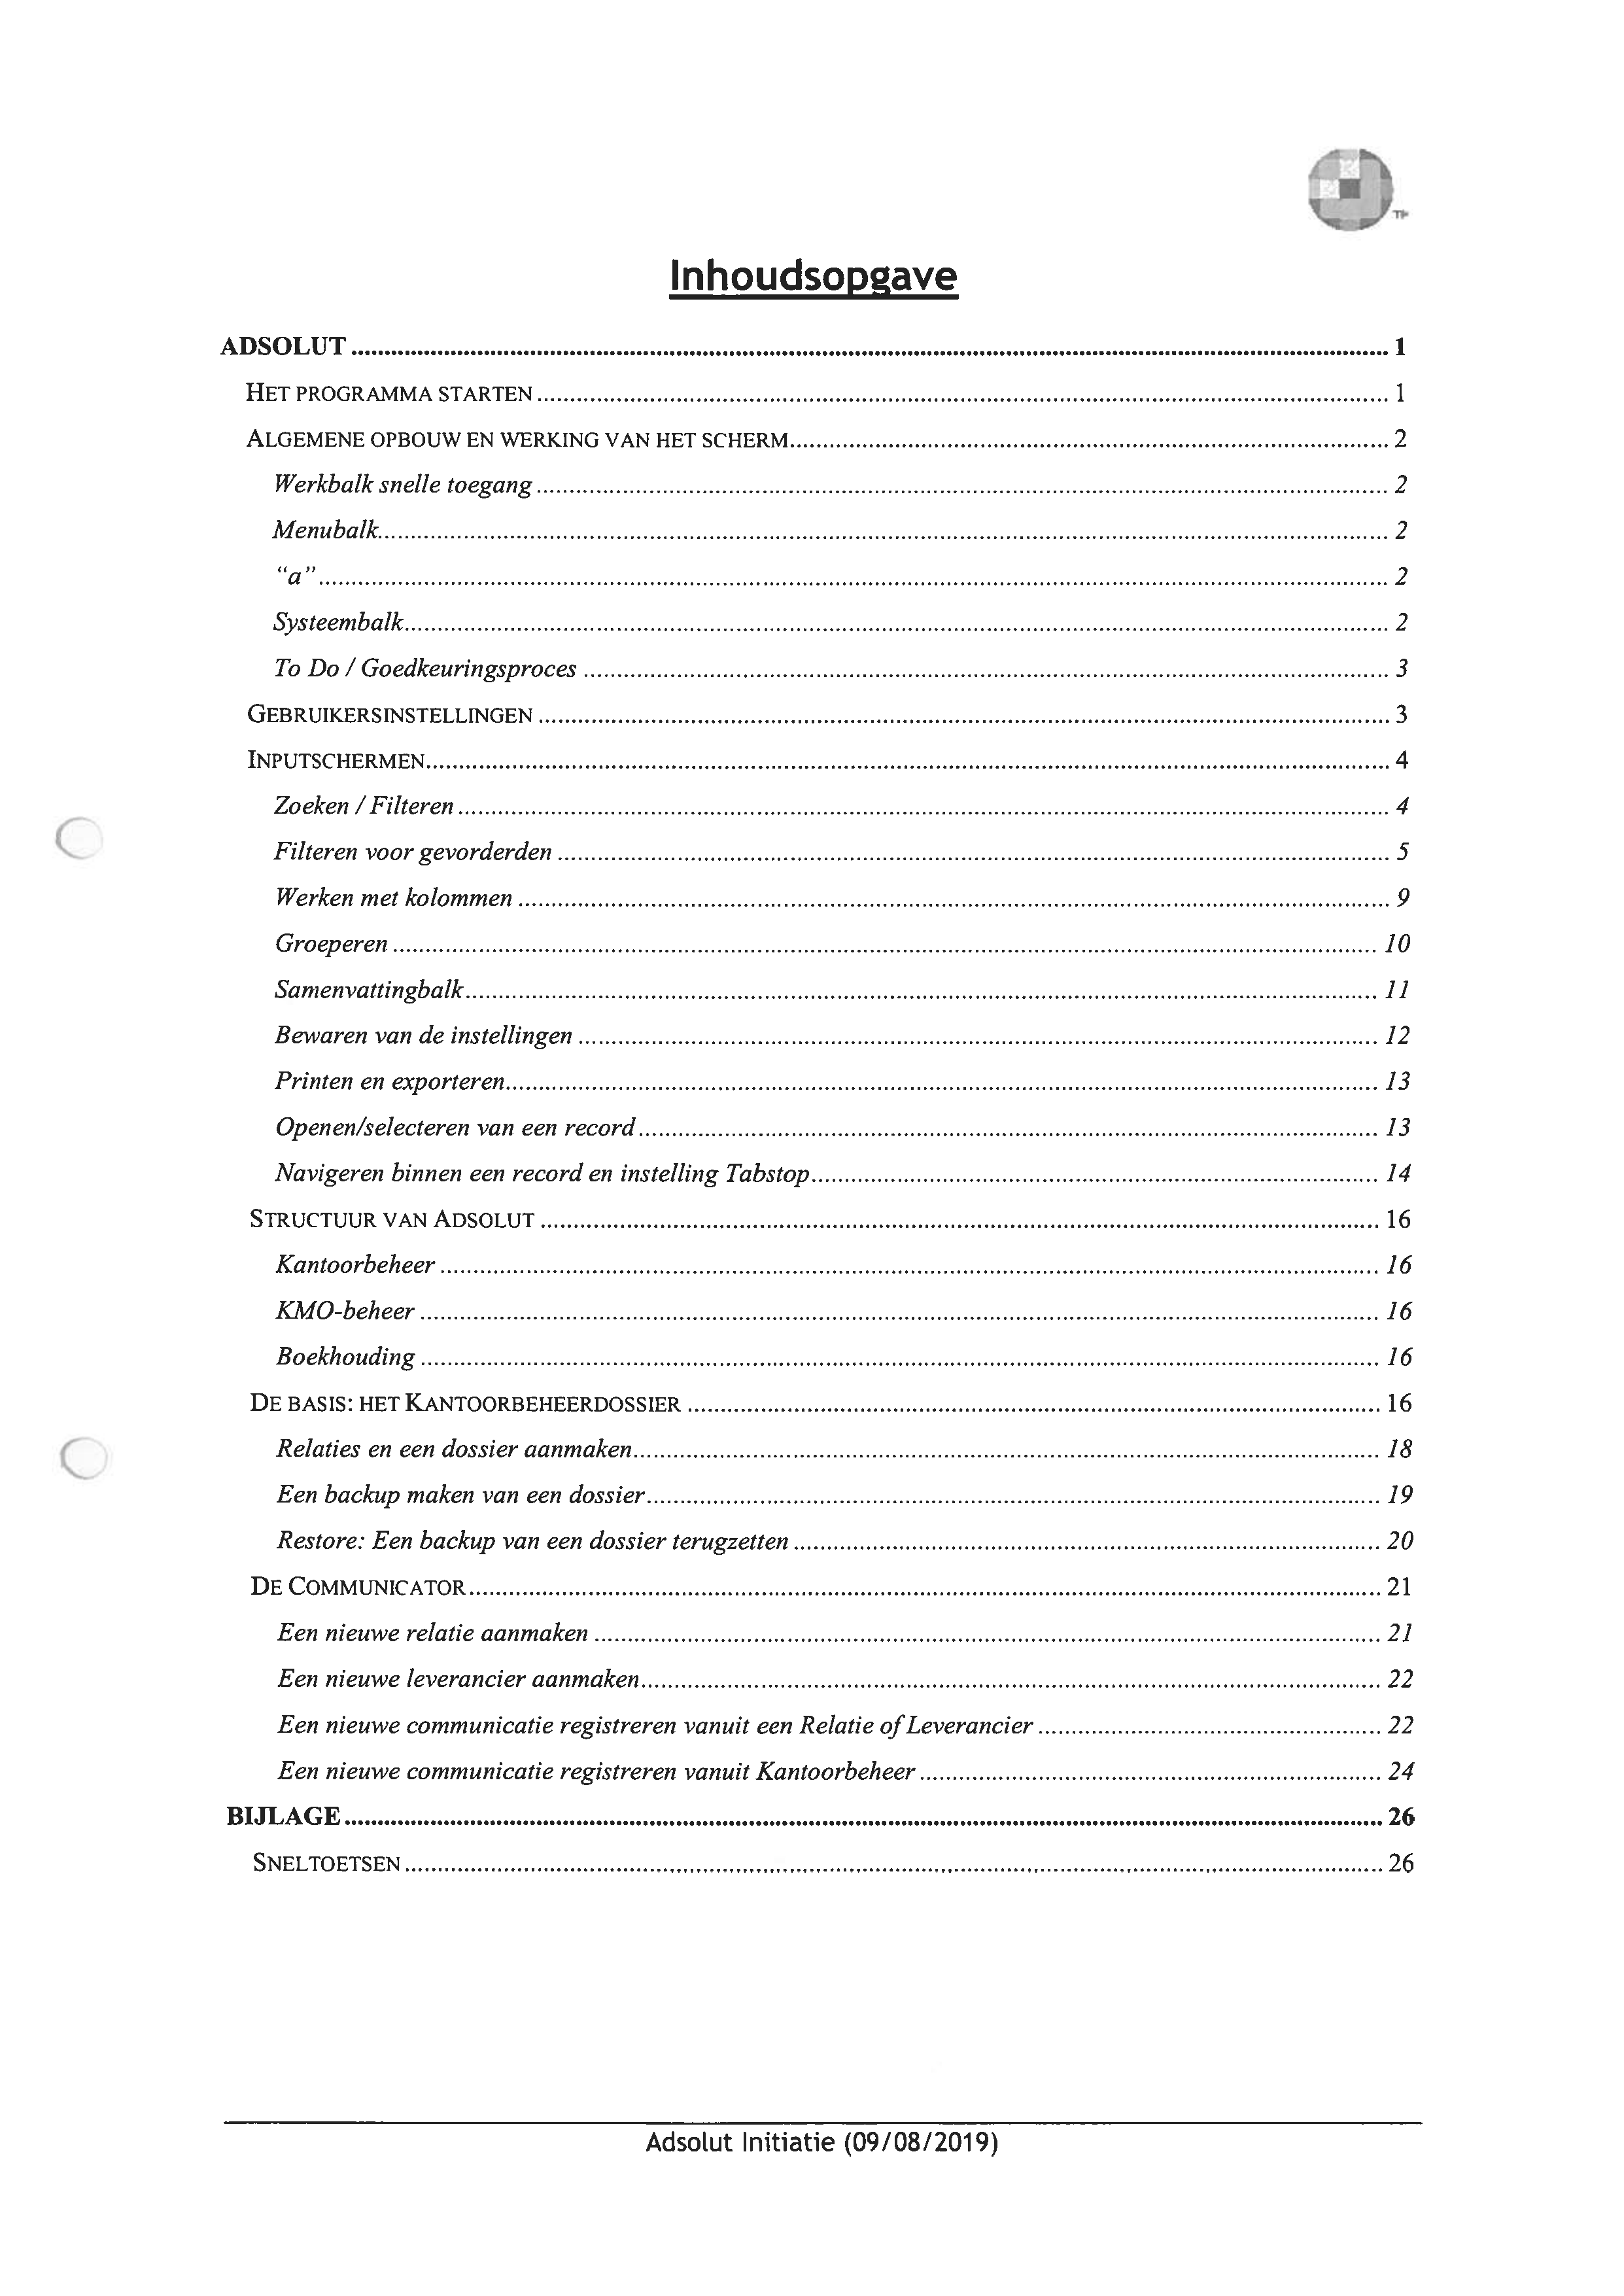 TM
Inhoudsopgave
ADSOLUT ... 1
HET PROGRAMMA STARTEN ... 1
ALGEMENE OPBOUW EN WERKING VAN HET SCHERM ... 2
Werkbalk snelle toegang ... 2
Menubalk ... 2
“a” ... 2
Systeembalk ... 2
To Do / Goedkeuringsproces ... 3
GEBRUIKERSINSTELLINGEN ... 3
INPUTSCHERMEN ... 4
Zoeken / Filteren ... 4
Filteren voor gevorderden ... 5
Werken met kolommen ... 9
Groeperen ... 10
Samenvattingbalk ... 11
Bewaren van de instellingen ... 12
Printen en exporteren ... 13
Openen/selecteren van een record ... 13
Navigeren binnen een record en instelling Tabstop ... 14
STRUCTUUR VAN ADSOLUT ... 16
Kantoorbeheer ... 16
KMO-beheer ... 16
Boekhouding ... 16
DE BASIS: HET KANTOORBEHEERDOSSIER ... 16
Relaties en een dossier aanmaken ... 18
Een backup maken van een dossier ... 19
Restore: Een backup van een dossier terugzetten ... 20
DE COMMUNICATOR ... 21
Een nieuwe relatie aanmaken ... 21
Een nieuwe leverancier aanmaken ... 22
Een nieuwe communicatie registreren vanuit een Relatie of Leverancier ... 22
Een nieuwe communicatie registreren vanuit Kantoorbeheer ... 24
BIJLAGE ... 26
SNELTOETSEN ... 26
Adsolut Initiatie (09/08/2019)